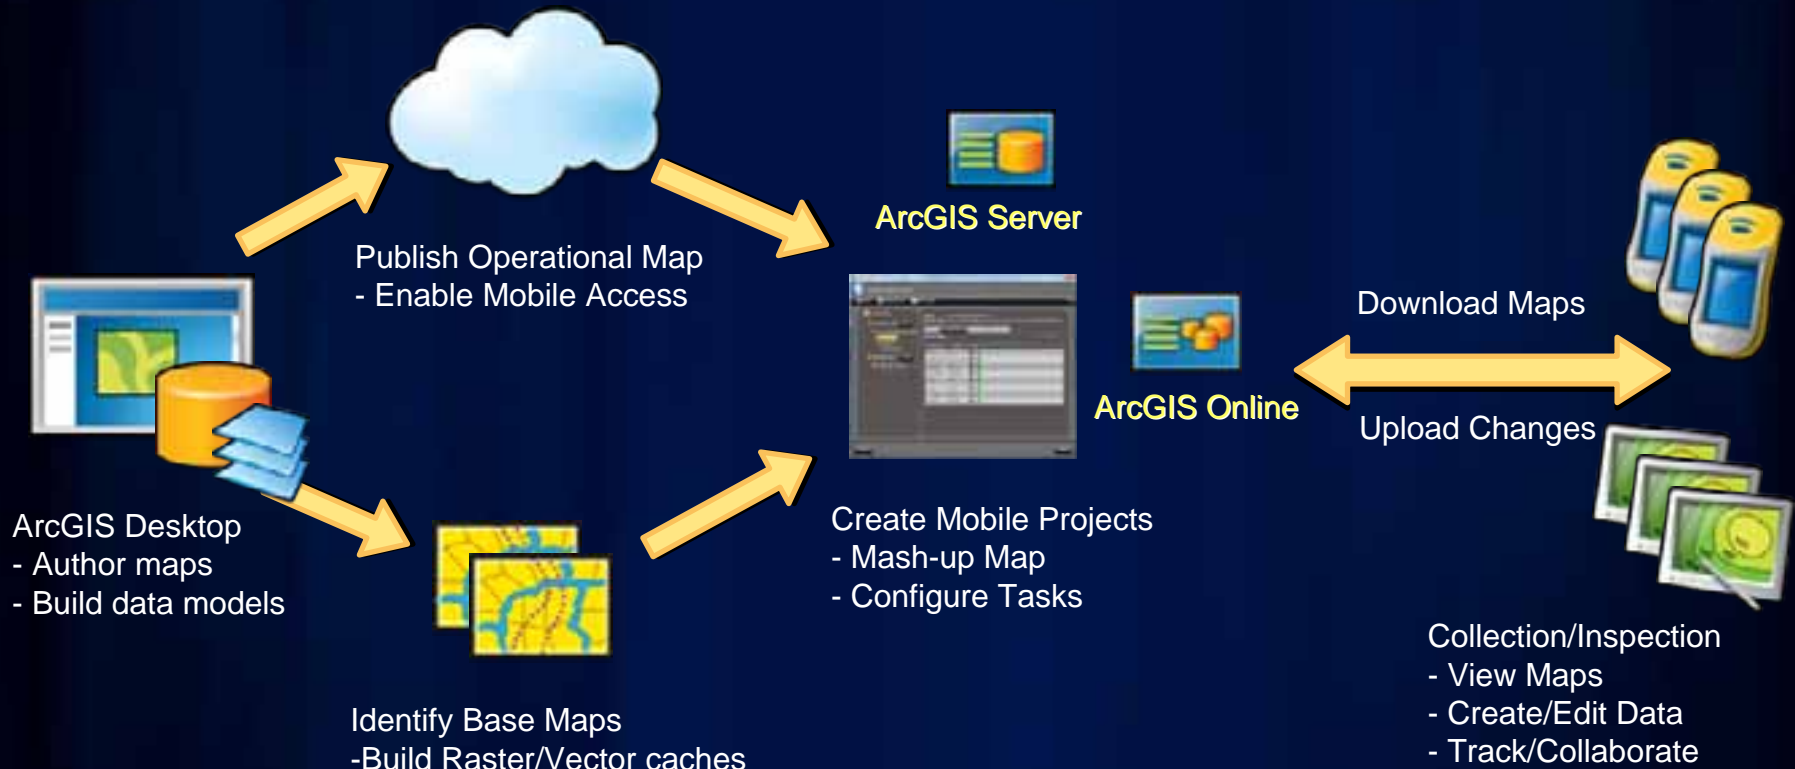 ArcGIS Server
Publish Operational Map
- Enable Mobile Access
Download Maps
ArcGIS Online
Upload Changes
ArcGIS Desktop
- Author maps
- Build data models
Create Mobile Projects
- Mash-up Map
- Configure Tasks
Identify Base Maps
-Build Raster/Vector caches
Collection/Inspection
- View Maps
- Create/Edit Data
- Track/Collaborate